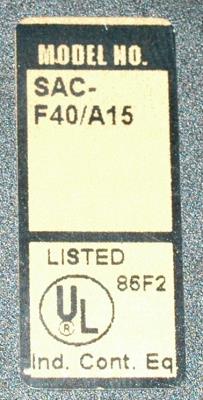 MODEL NO.
SAC-
F40/A15
LISTED
86F2
UL
®
Ind. Cont. Eq